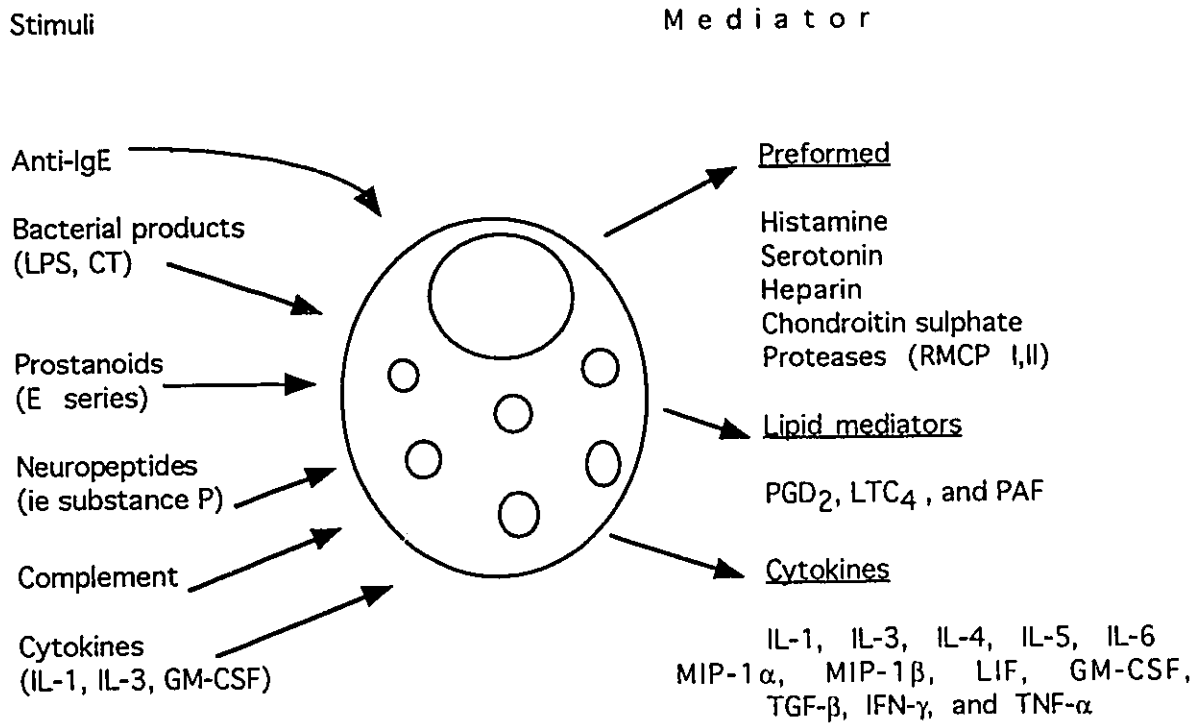 Stimuli
Mediator
Anti-IgE
Bacterial products
(LPS, CT)
Prostanoids
(E series)
Neuropeptides
(ie substance P)
Complement
Cytokines
(IL-1, IL-3, GM-CSF)
Preformed
Histamine
Serotonin
Heparin
Chondroitin sulphate
Proteases (RMCP I,II)
Lipid mediators
PGD2, LTC4 , and PAF
Cytokines
IL-1, IL-3, IL-4, IL-5, IL-6
MIP-1α, MIP-1β, LIF, GM-CSF,
TGF-β, IFN-γ, and TNF-α